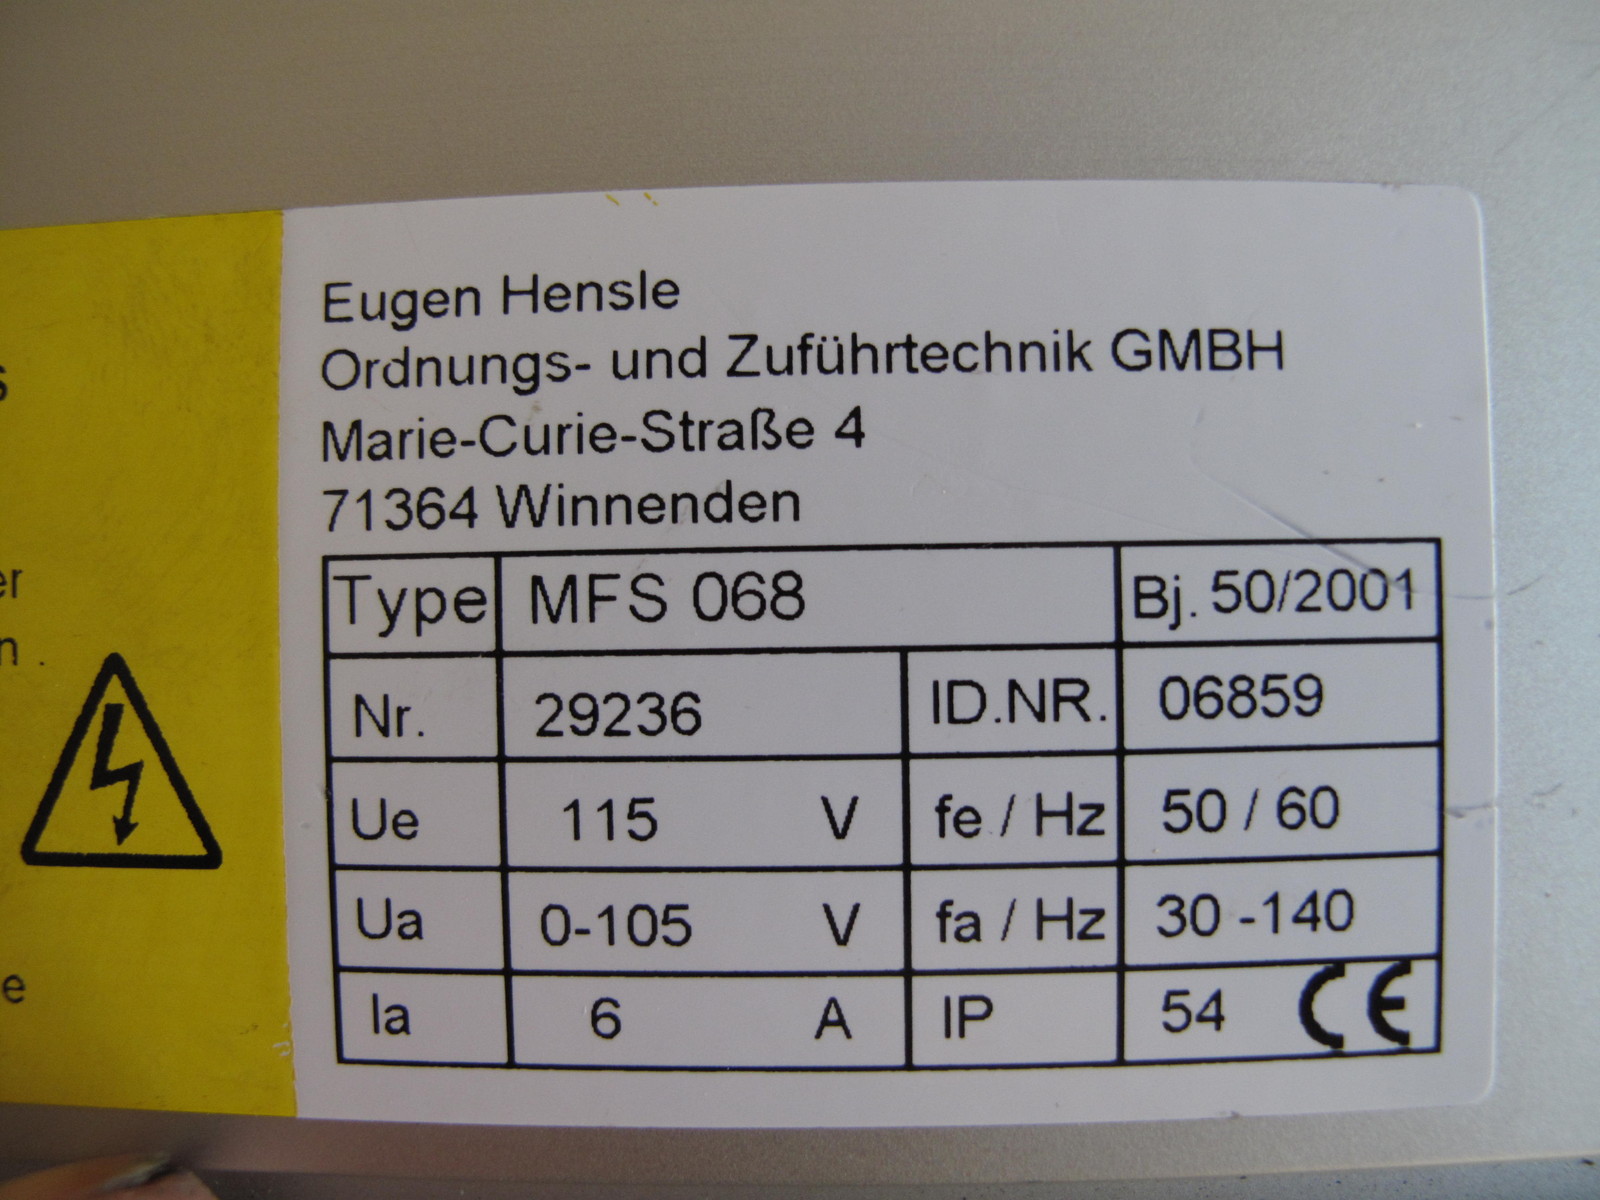 s
er
n .
e
Eugen Hensle
Ordnungs- und Zuführtechnik GMBH
Marie-Curie-Straße 4
71364 Winnenden
Type MFS 068 Bj. 50/2001
Nr. 29236 ID.NR. 06859
Ue 115 V fe / Hz 50 / 60
Ua 0-105 V fa / Hz 30 -140
Ia 6 A IP 54 CE